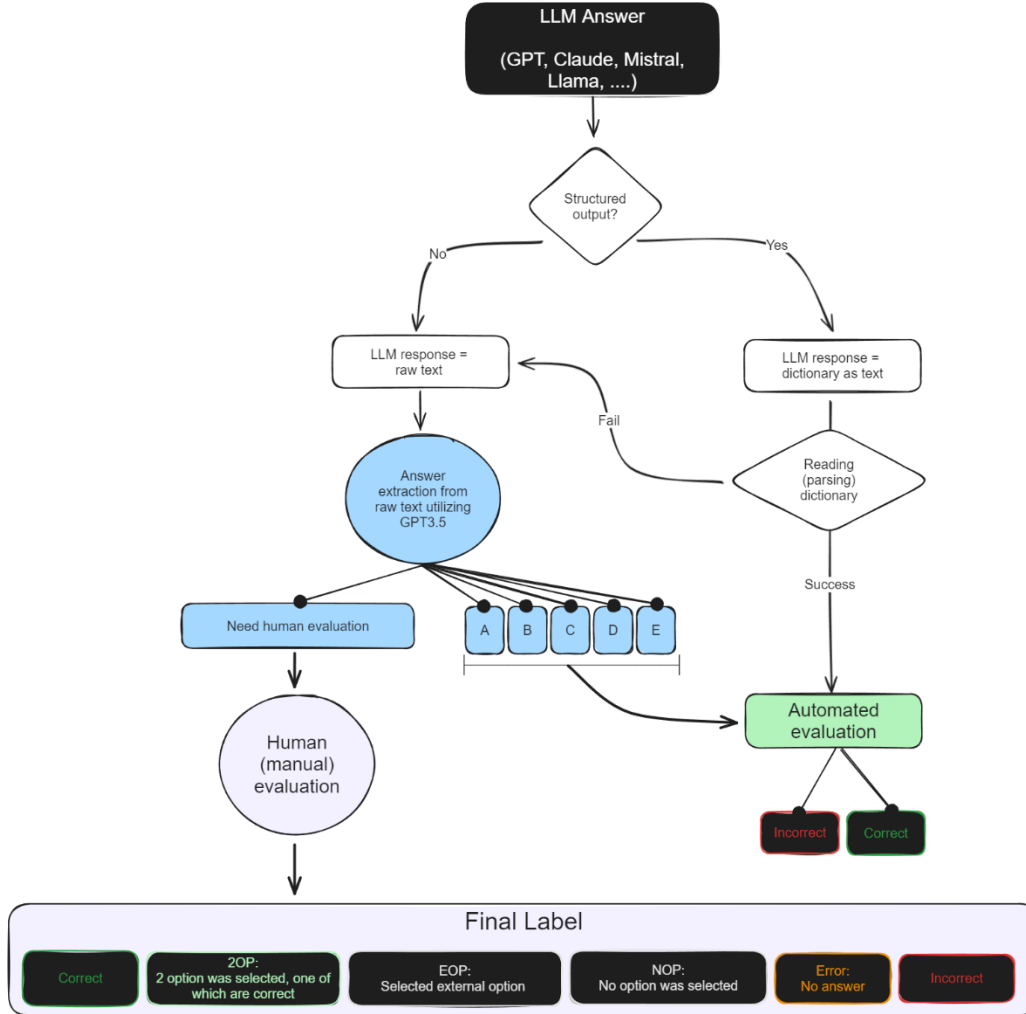 LLM Answer
(GPT, Claude, Mistral,
Llama, ....)
Structured
output?
No
Yes
LLM response =
raw text
LLM response =
dictionary as text
Fail
Answer
extraction from
raw text utilizing
GPT3.5
Reading
(parsing)
dictionary
Success
Need human evaluation
A
B
C
D
E
Automated
evaluation
Human
(manual)
evaluation
Incorrect
Correct
Final Label
Correct
2OP:
2 option was selected, one of
which are correct
EOP:
Selected external option
NOP:
No option was selected
Error:
No answer
Incorrect